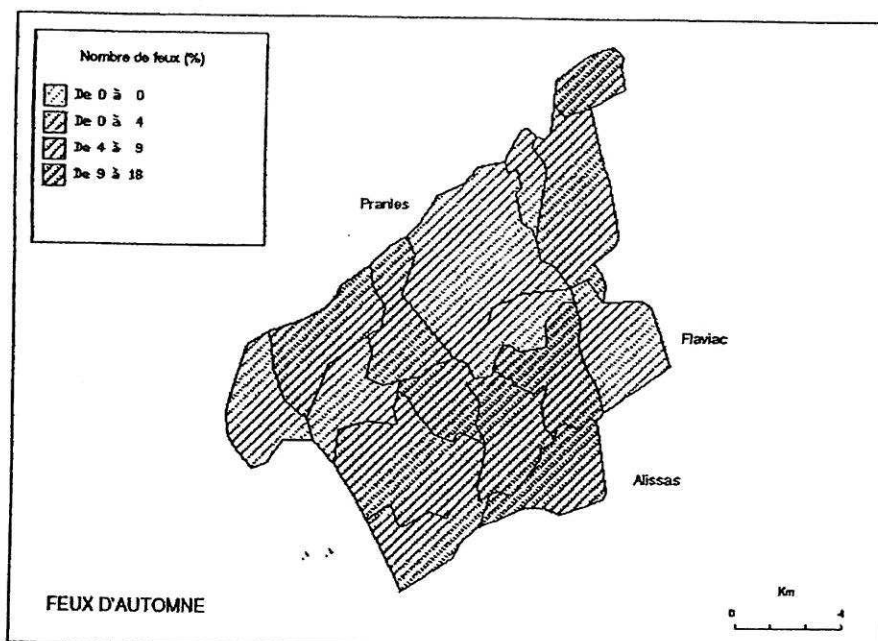 Nombre de feux (%)
De 0 à 0
De 0 à 4
De 4 à 9
De 9 à 18
Pranles
Flaviac
Alissas
FEUX D'AUTOMNE
Km
0 4